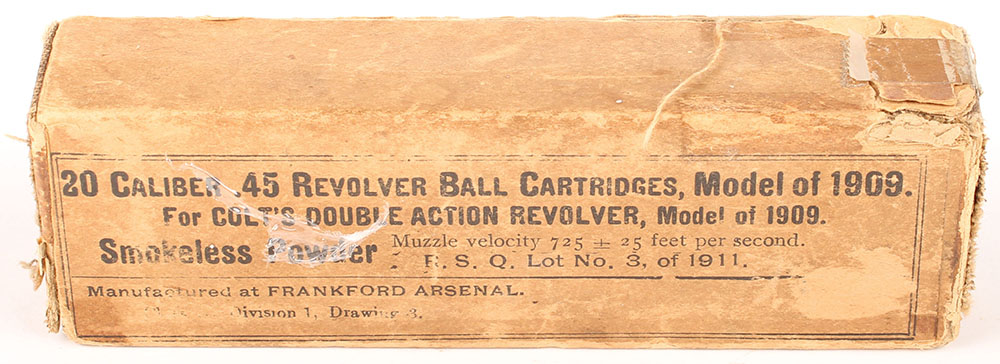 20 CALIBER .45 REVOLVER BALL CARTRIDGES, Model of 1909.
For COLT'S DOUBLE ACTION REVOLVER, Model of 1909.
Smokeless Powder Muzzle velocity 725 ± 25 feet per second.
R. S. Q. Lot No. 3, of 1911.
Manufactured at FRANKFORD ARSENAL.
Division 1, Drawing 3.